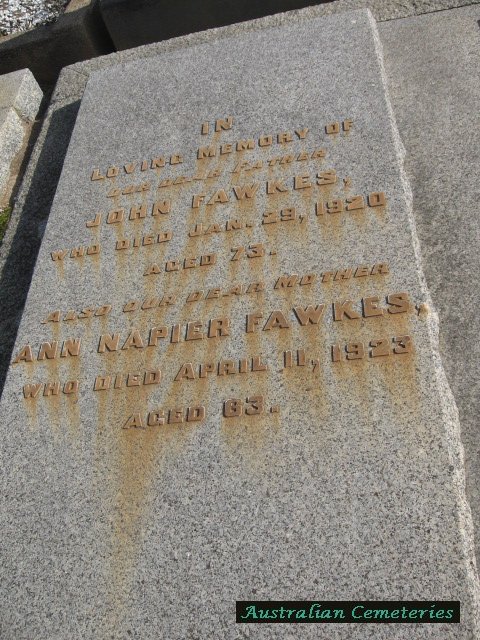 IN
LOVING MEMORY OF
OUR DEAR FATHER
JOHN FAWKES,
WHO DIED JAN. 29, 1920
AGED 73.
ALSO OUR DEAR MOTHER
ANN NAPIER FAWKES,
WHO DIED APRIL 11, 1923
AGED 83.
Australian Cemeteries